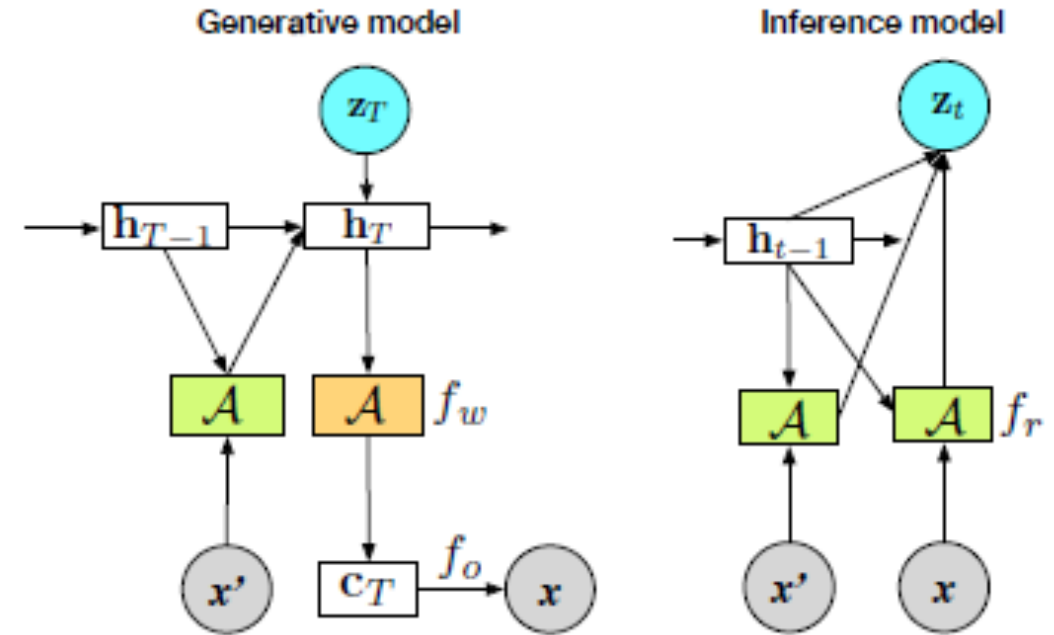 Generative model
z_T
h_{T-1}
h_T
𝒜
𝒜
f_w
x'
c_T
f_o
x
Inference model
z_t
h_{t-1}
𝒜
𝒜
f_r
x'
x